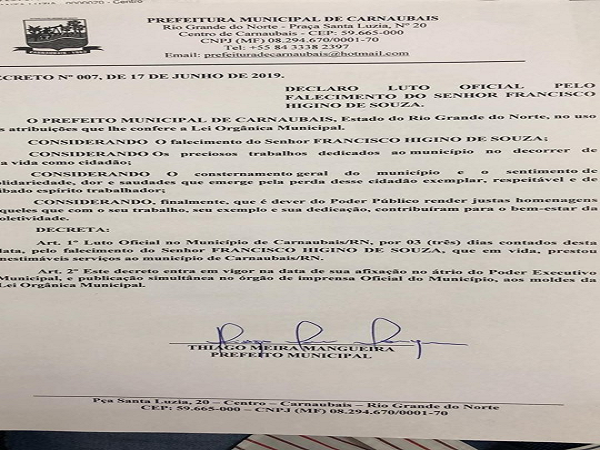 0000070 - Centro
PREFEITURA MUNICIPAL DE CARNAUBAIS
Rio Grande do Norte - Praça Santa Luzia, Nº 20
Centro de Carnaubais - CEP: 59.665-000
CNPJ (MF) 08.294.670/0001-70
Tel: +55 84 3338 2397
Email: prefeituradecarnaubais@hotmail.com
ECRETO Nº 007, DE 17 DE JUNHO DE 2019.
DECLARO LUTO OFICIAL PELO
FALECIMENTO DO SENHOR FRANCISCO
HIGINO DE SOUZA.
O PREFEITO MUNICIPAL DE CARNAUBAIS, Estado do Rio Grande do Norte, no uso
s atribuições que lhe confere a Lei Orgânica Municipal.
CONSIDERANDO O falecimento do Senhor FRANCISCO HIGINO DE SOUZA;
CONSIDERANDO Os preciosos trabalhos dedicados ao município no decorrer de
a vida como cidadão;
CONSIDERANDO O consternamento geral do município e o sentimento de
olidariedade, dor e saudades que emerge pela perda desse cidadão exemplar, respeitável e de
ibado espírito trabalhador;
CONSIDERANDO, finalmente, que é dever do Poder Público render justas homenagens
queles que com o seu trabalho, seu exemplo e sua dedicação, contribuíram para o bem-estar da
oletividade.
DECRETA:
Art. 1º Luto Oficial no Município de Carnaubais/RN, por 03 (três) dias contados desta
ata, pelo falecimento do Senhor FRANCISCO HIGINO DE SOUZA, que em vida, prestou
nestimáveis serviços ao município de Carnaubais/RN.
Art. 2º Este decreto entra em vigor na data de sua afixação no átrio do Poder Executivo
Municipal, e publicação simultânea no órgão de imprensa Oficial do Município, aos moldes da
Lei Orgânica Municipal.
THIAGO MEIRA MANGUEIRA
PREFEITO MUNICIPAL
Pça Santa Luzia, 20 – Centro – Carnaubais – Rio Grande do Norte
CEP: 59.665-000 – CNPJ (MF) 08.294.670/0001-70